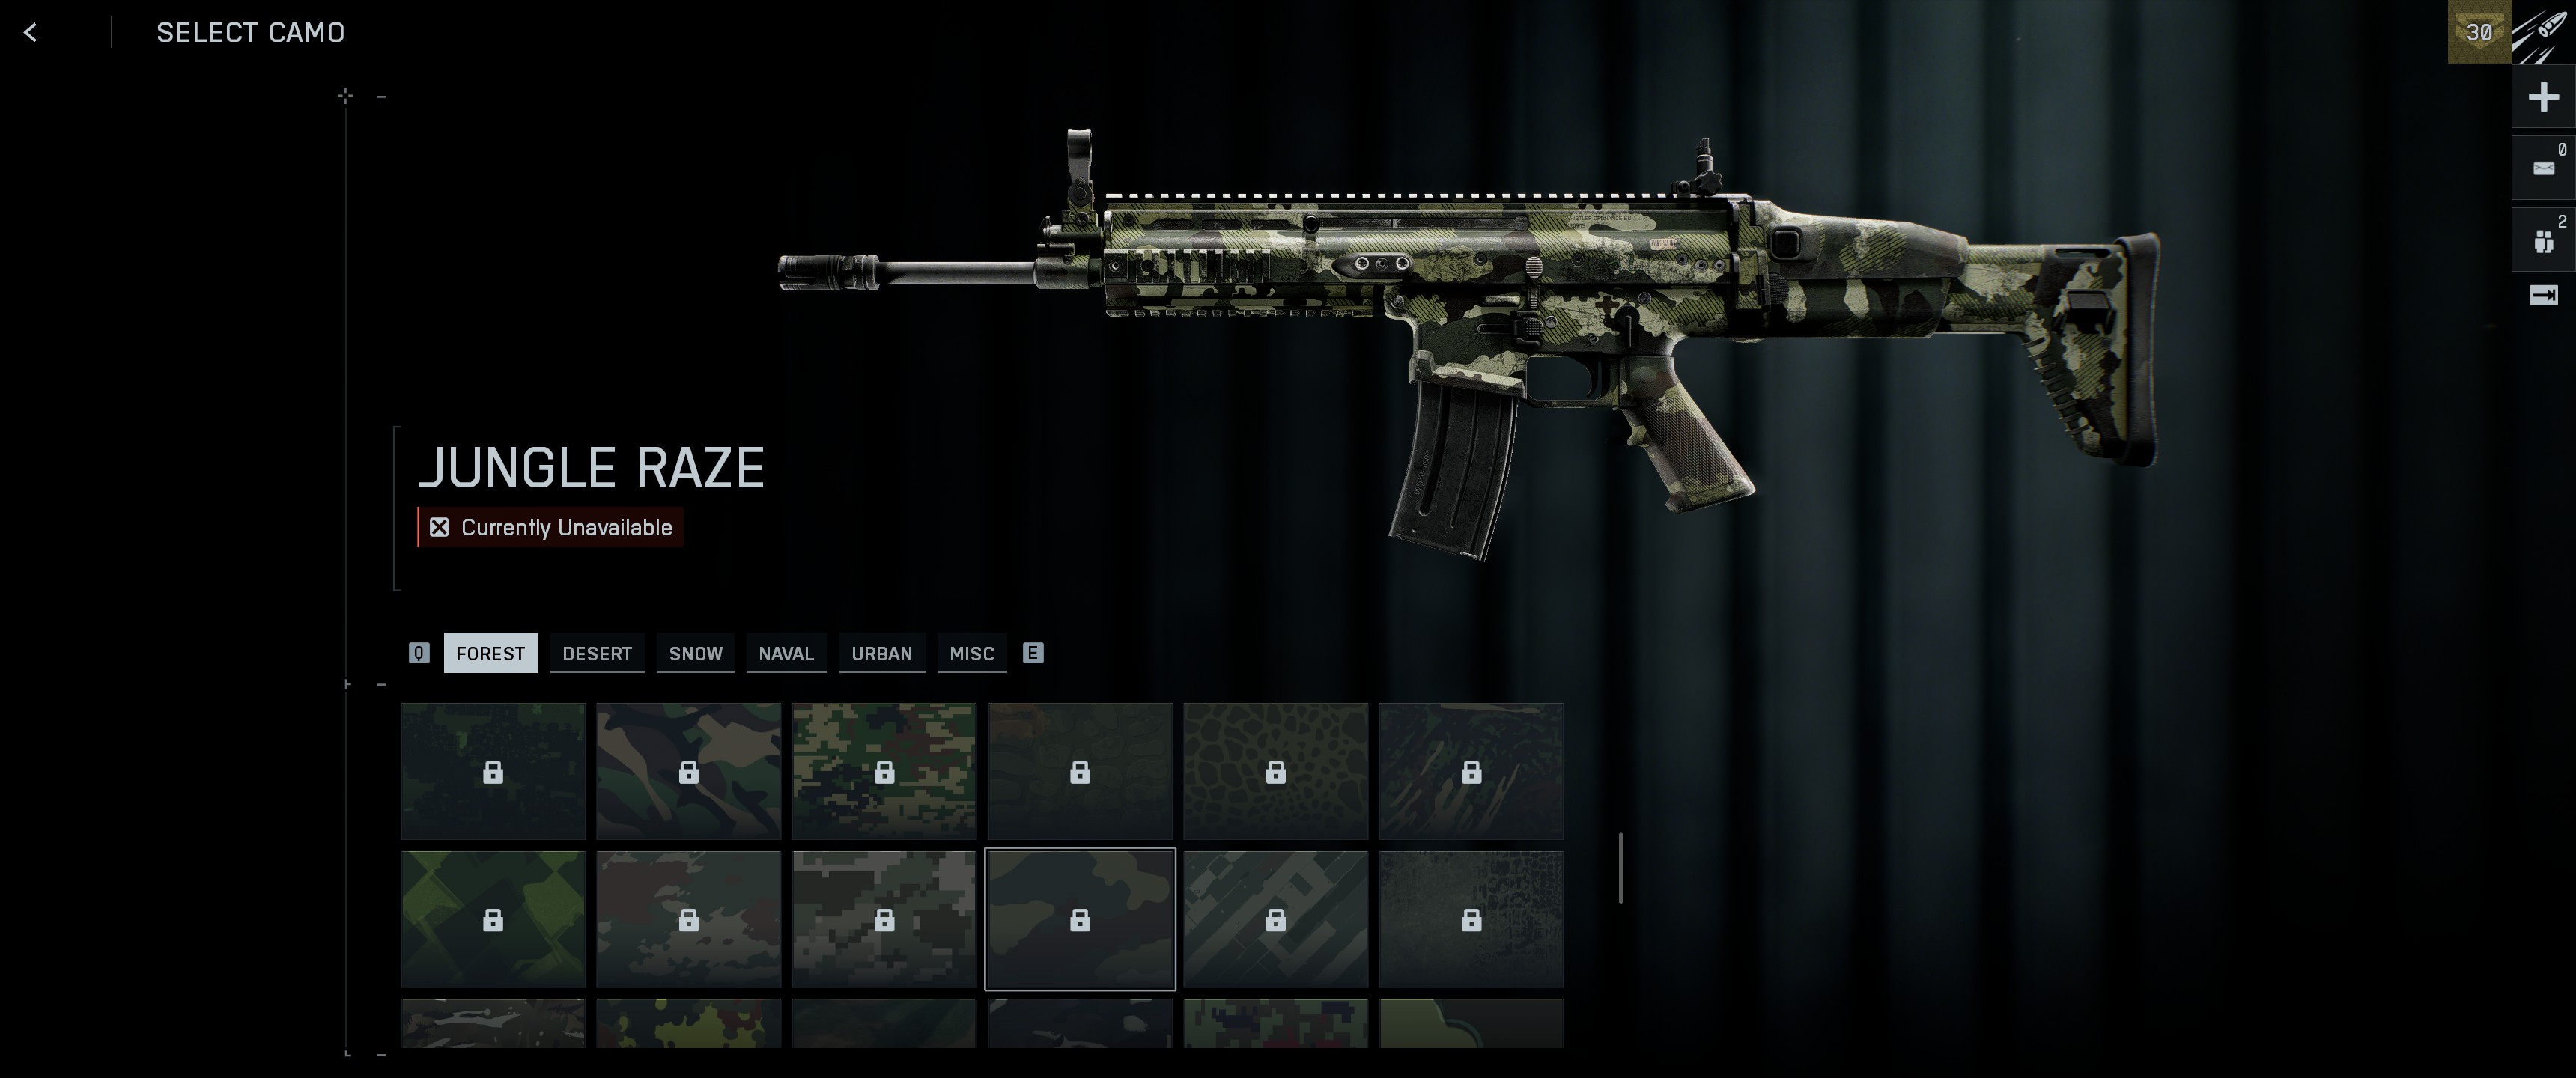 SELECT CAMO
30
0
2
JUNGLE RAZE
Currently Unavailable
Q FOREST DESERT SNOW NAVAL URBAN MISC E